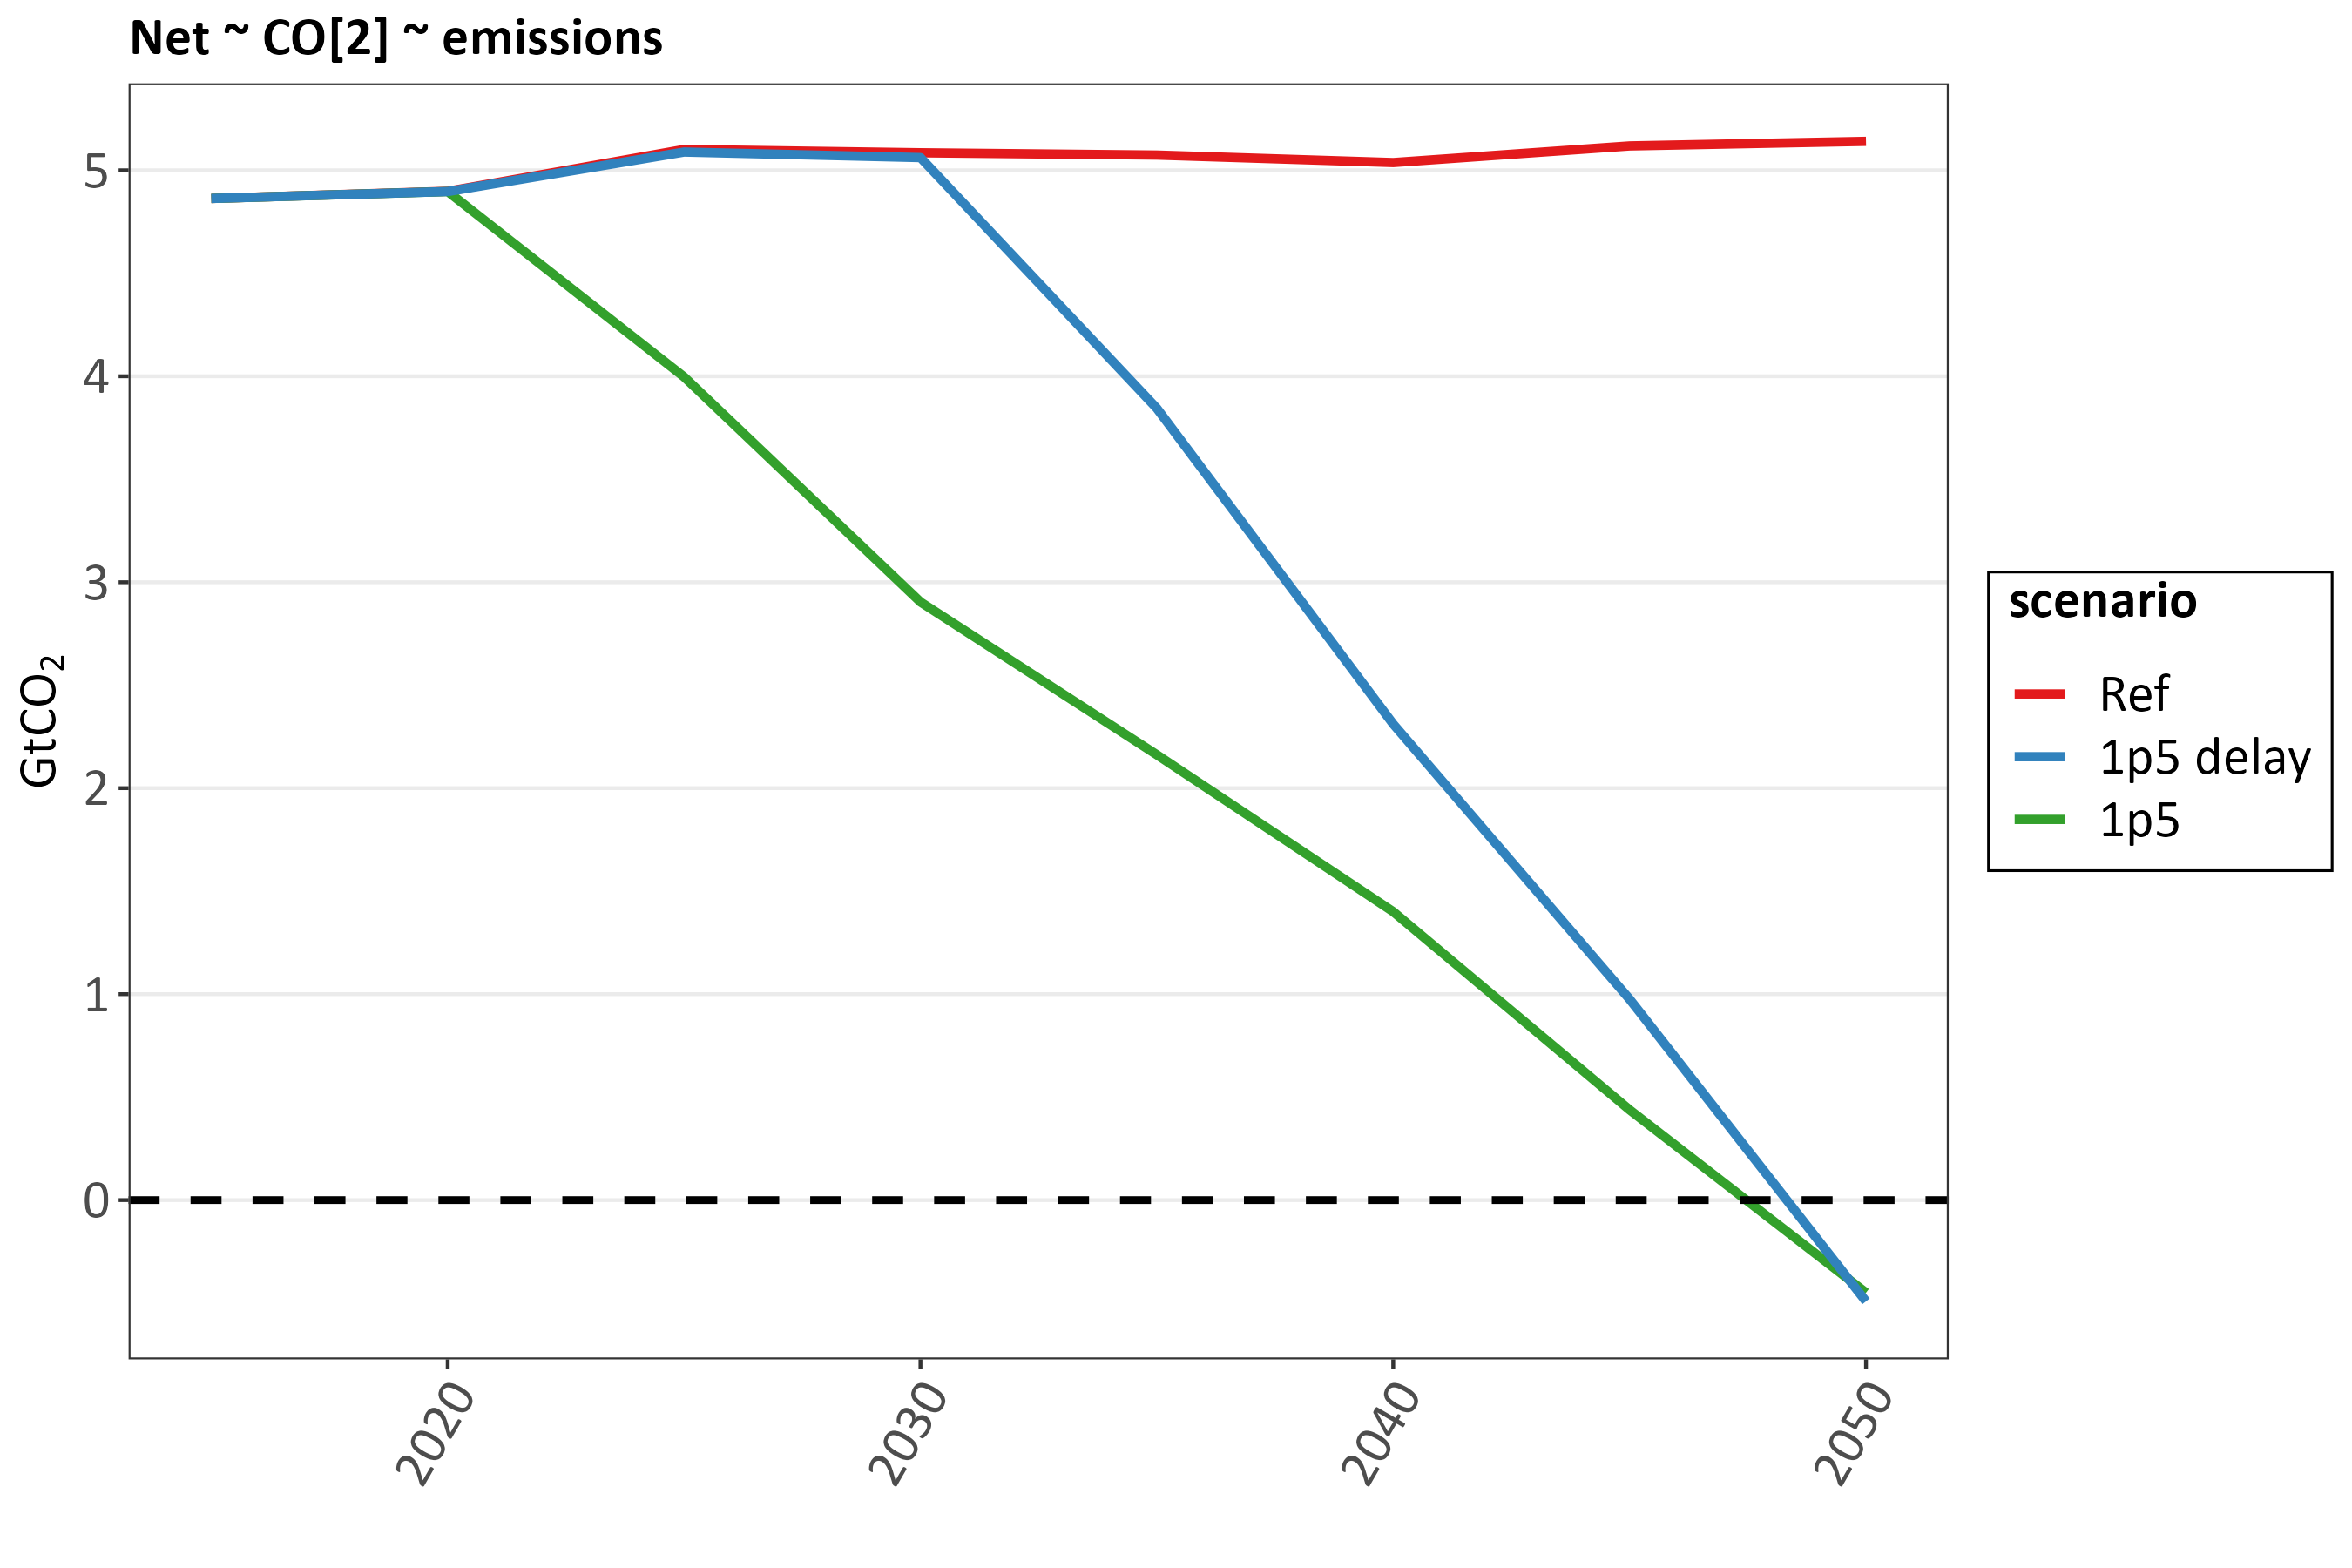 Net ~ CO[2] ~ emissions
GtCO₂
5
4
3
2
1
0
2020
2030
2040
2050
scenario
Ref
1p5 delay
1p5